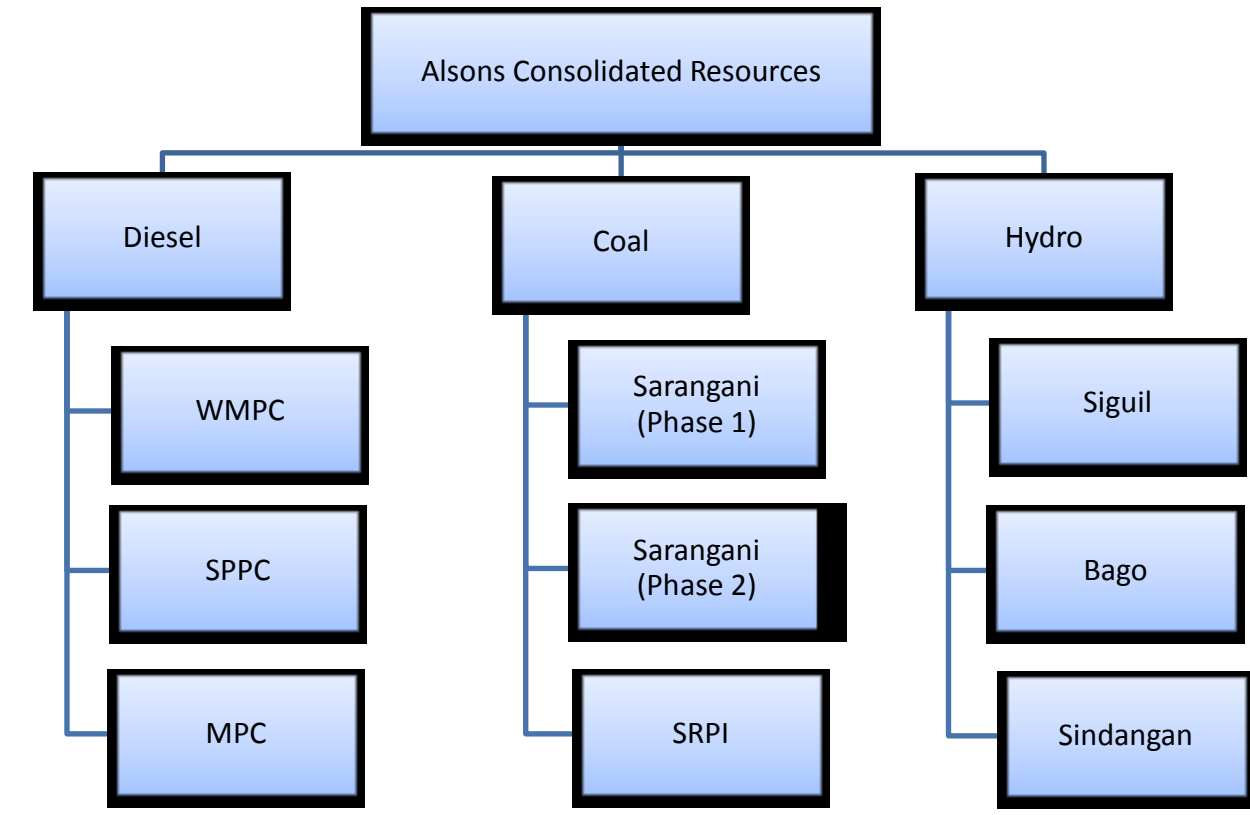 Alsons Consolidated Resources
Diesel
Coal
Hydro
WMPC
Sarangani
(Phase 1)
Siguil
SPPC
Sarangani
(Phase 2)
Bago
MPC
SRPI
Sindangan